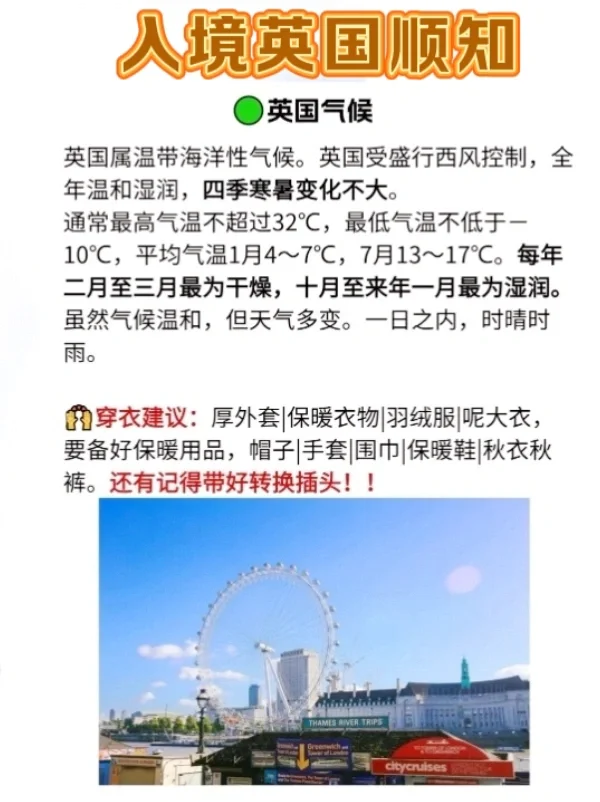 入境英国顺知
英国气候
英国属温带海洋性气候。英国受盛行西风控制，全
年温和湿润，四季寒暑变化不大。
通常最高气温不超过32℃，最低气温不低于－
10℃，平均气温1月4～7℃，7月13～17℃。每年
二月至三月最为干燥，十月至来年一月最为湿润。
虽然气候温和，但天气多变。一日之内，时晴时
雨。
穿衣建议：厚外套|保暖衣物|羽绒服|呢大衣，
要备好保暖用品，帽子|手套|围巾|保暖鞋|秋衣秋
裤。还有记得带好转换插头！！
THAMES RIVER TRIPS
Greenwich
Tower of London
citycruises